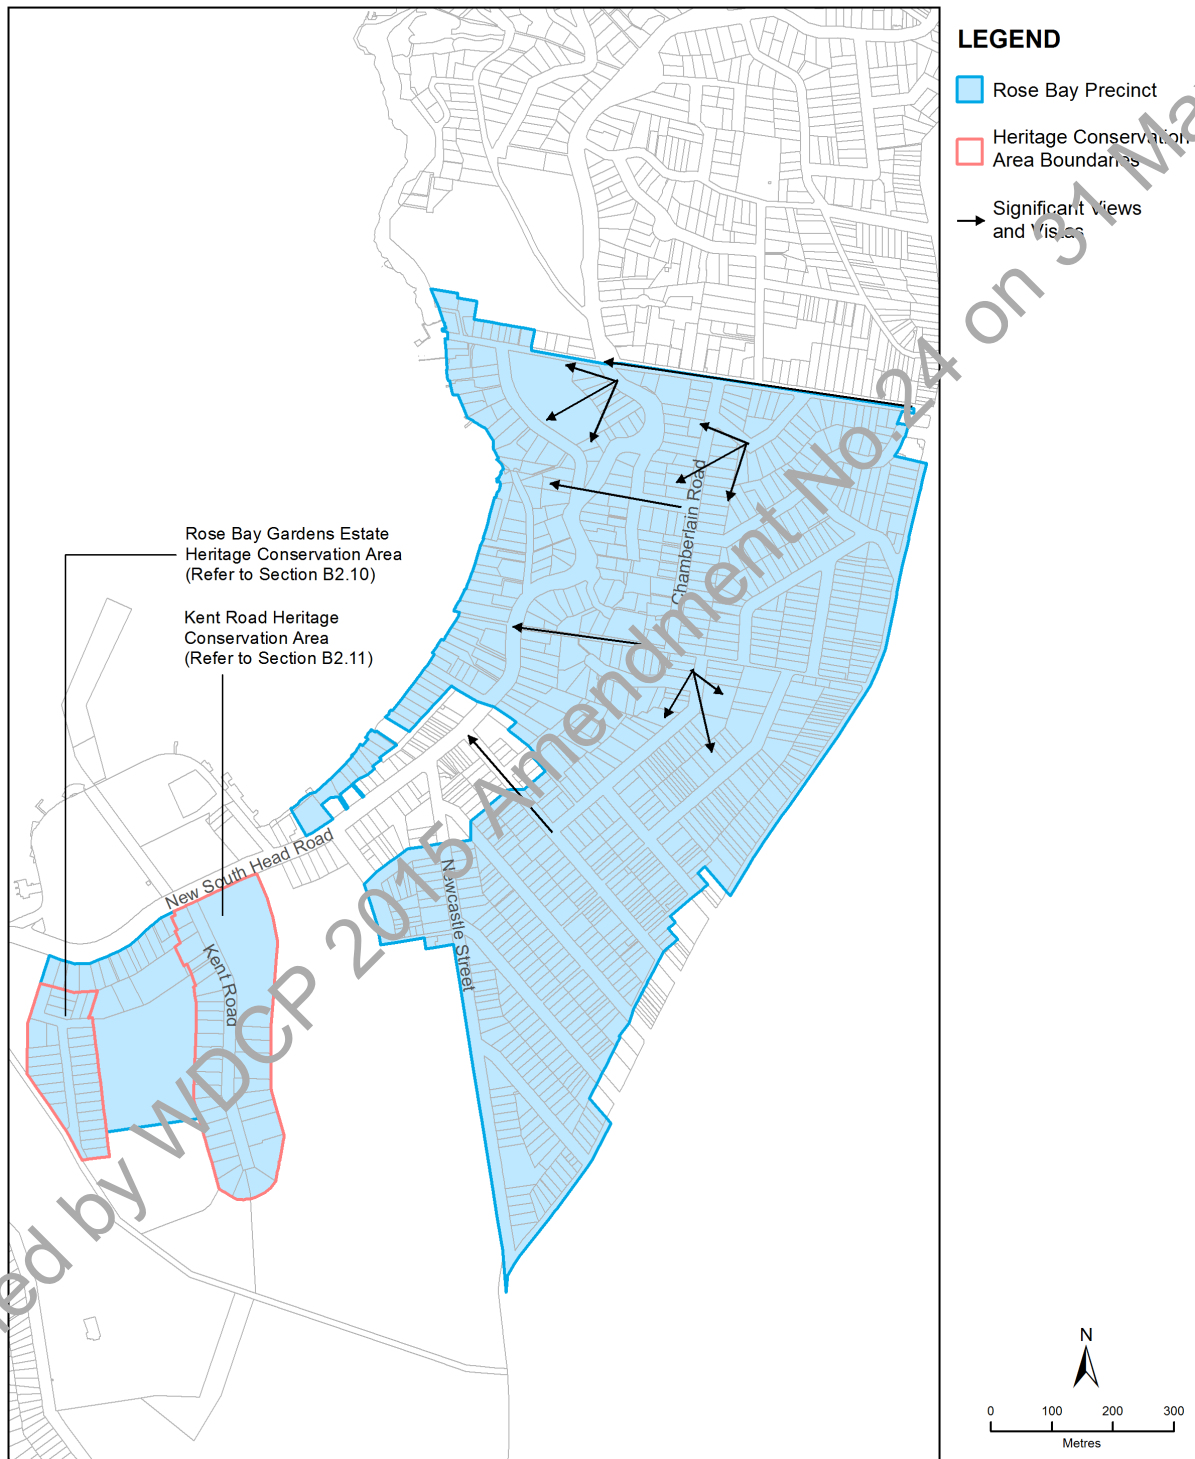 LEGEND
Rose Bay Precinct
Heritage Conservation
Area Boundaries
Significant Views
and Vistas
Rose Bay Gardens Estate
Heritage Conservation Area
(Refer to Section B2.10)
Kent Road Heritage
Conservation Area
(Refer to Section B2.11)
Chamberlain Road
New South Head Road
Newcastle Street
Kent Road
by WDCP 2015 Amendment No.24 on 31
N
0 100 200 300
Metres